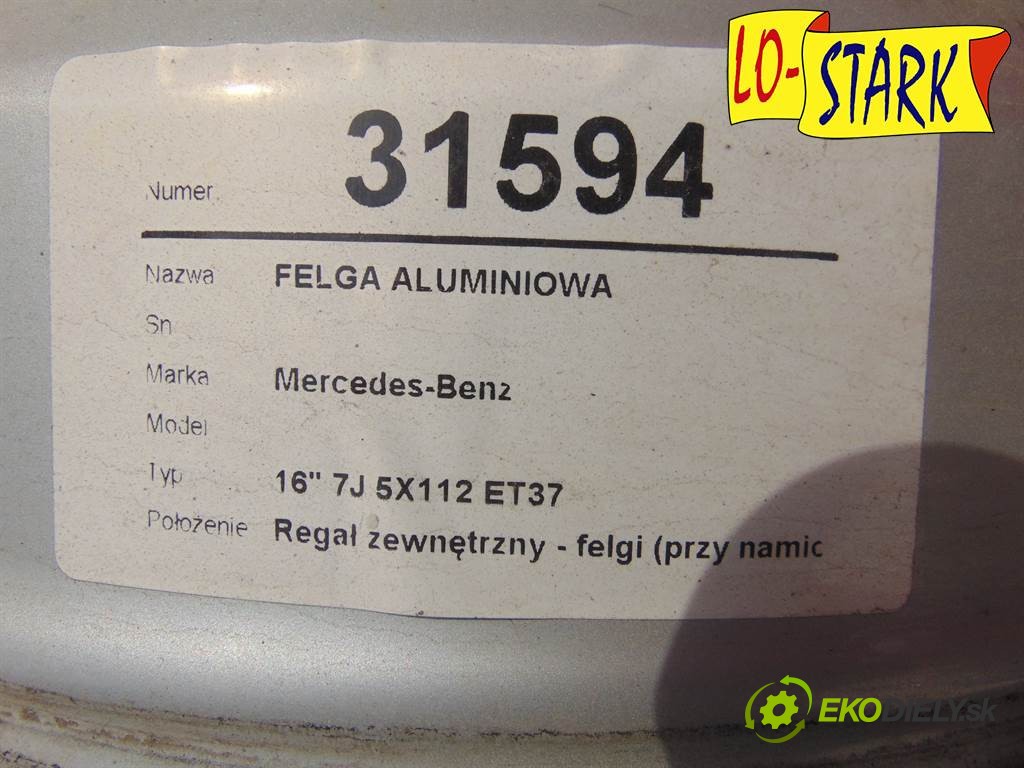 LO-STARK
Numer 31594
Nazwa FELGA ALUMINIOWA
Sn
Marka Mercedes-Benz
Model
Typ 16" 7J 5X112 ET37
Położenie Regał zewnętrzny - felgi (przy namic
EKODIELY.sk